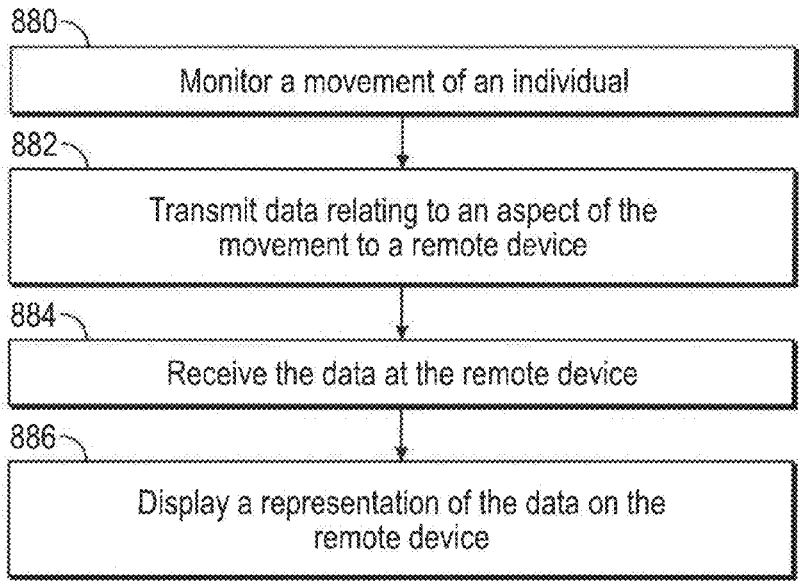 880
Monitor a movement of an individual
882
Transmit data relating to an aspect of the
movement to a remote device
884
Receive the data at the remote device
886
Display a representation of the data on the
remote device